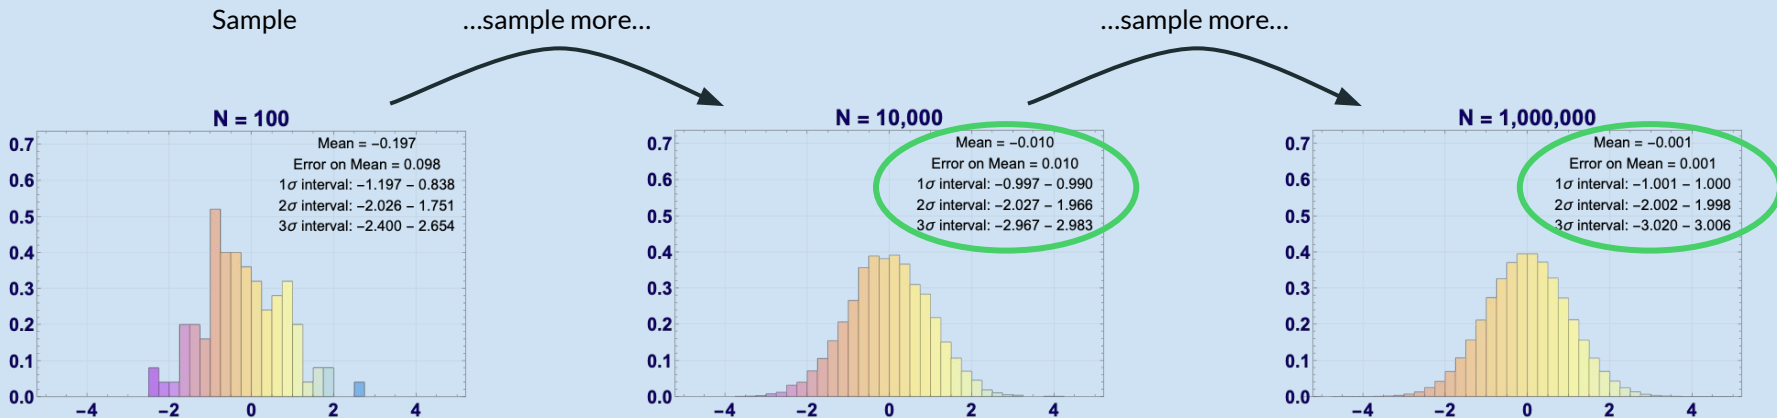 Sample
...sample more...
...sample more...
N = 100
Mean = −0.197
Error on Mean = 0.098
1σ interval: −1.197 − 0.838
2σ interval: −2.026 − 1.751
3σ interval: −2.400 − 2.654
0.7
0.6
0.5
0.4
0.3
0.2
0.1
0.0
−4 −2 0 2 4
N = 10,000
Mean = −0.010
Error on Mean = 0.010
1σ interval: −0.997 − 0.990
2σ interval: −2.027 − 1.966
3σ interval: −2.967 − 2.983
0.7
0.6
0.5
0.4
0.3
0.2
0.1
0.0
−4 −2 0 2 4
N = 1,000,000
Mean = −0.001
Error on Mean = 0.001
1σ interval: −1.001 − 1.000
2σ interval: −2.002 − 1.998
3σ interval: −3.020 − 3.006
0.7
0.6
0.5
0.4
0.3
0.2
0.1
0.0
−4 −2 0 2 4